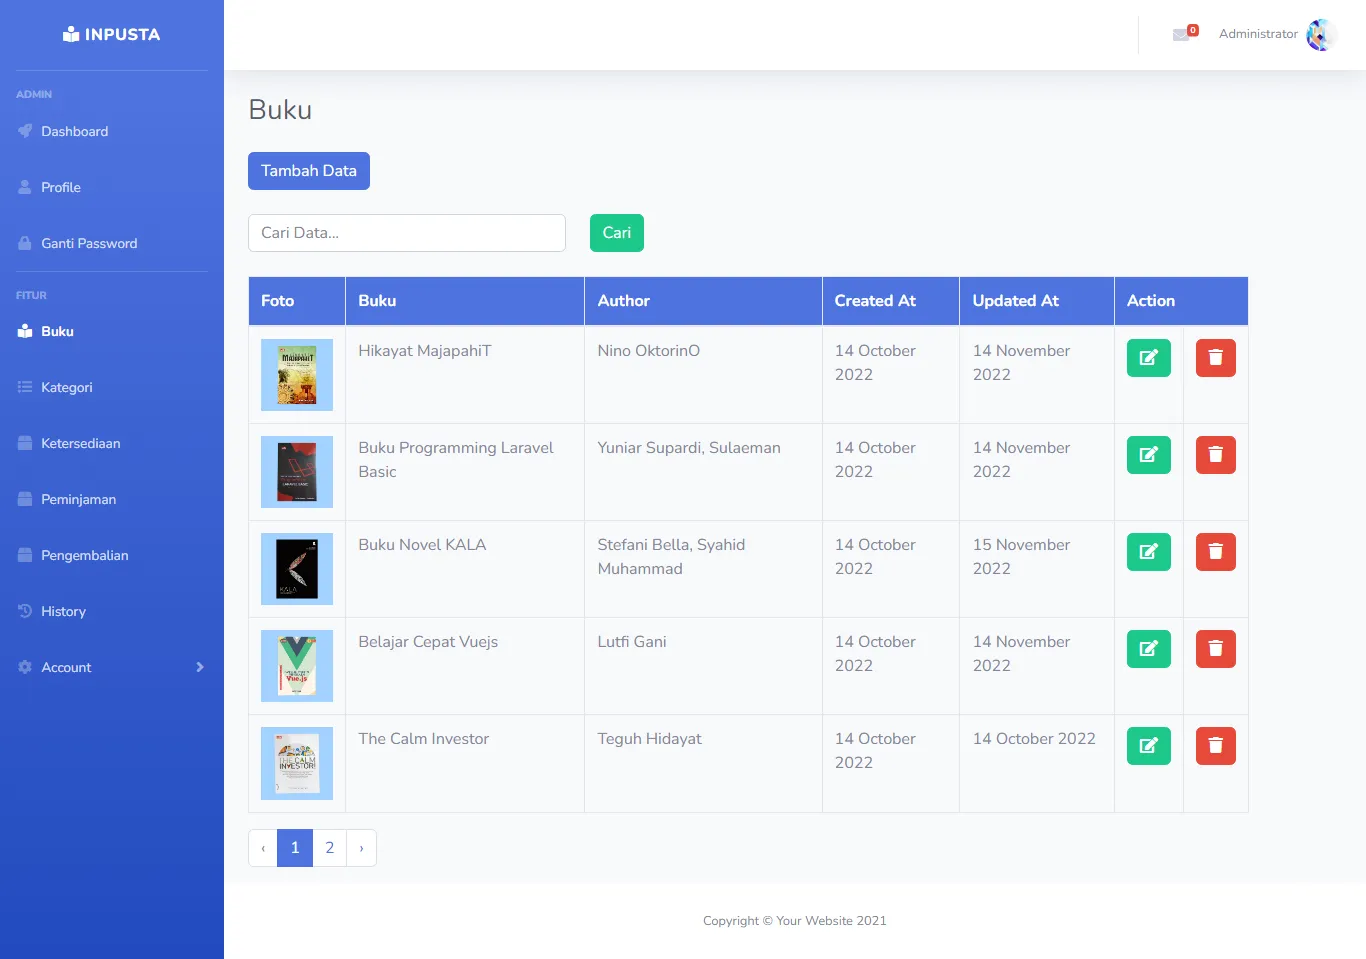 INPUSTA
0
Administrator
ADMIN
Dashboard
Profile
Ganti Password
FITUR
Buku
Kategori
Ketersediaan
Peminjaman
Pengembalian
History
Account
Buku
Tambah Data
Cari Data...
Cari
Foto Buku Author Created At Updated At Action
MAJAPAHIT
Hikayat MajapahiT
Nino OktorinO
14 October
2022
14 November
2022
LARAVEL BASIC
Buku Programming Laravel
Basic
Yuniar Supardi, Sulaeman
14 October
2022
14 November
2022
KALA
Buku Novel KALA
Stefani Bella, Syahid
Muhammad
14 October
2022
15 November
2022
Vue.js
Belajar Cepat Vuejs
Lutfi Gani
14 October
2022
14 November
2022
THE CALM
INVESTOR
The Calm Investor
Teguh Hidayat
14 October
2022
14 October 2022
‹ 1 2 ›
Copyright © Your Website 2021